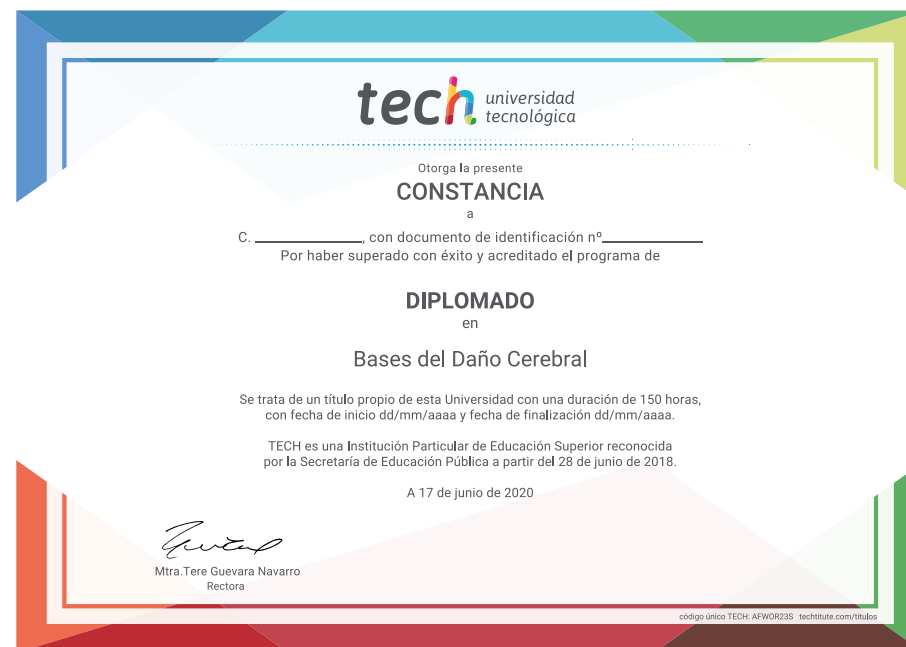 tech universidad
tecnológica
Otorga la presente
CONSTANCIA
a
C. ____________, con documento de identificación nº____________
Por haber superado con éxito y acreditado el programa de
DIPLOMADO
en
Bases del Daño Cerebral
Se trata de un título propio de esta Universidad con una duración de 150 horas,
con fecha de inicio dd/mm/aaaa y fecha de finalización dd/mm/aaaa.
TECH es una Institución Particular de Educación Superior reconocida
por la Secretaría de Educación Pública a partir del 28 de junio de 2018.
A 17 de junio de 2020
Mtra.Tere Guevara Navarro
Rectora
código único TECH: AFWOR23S techtitute.com/titulos